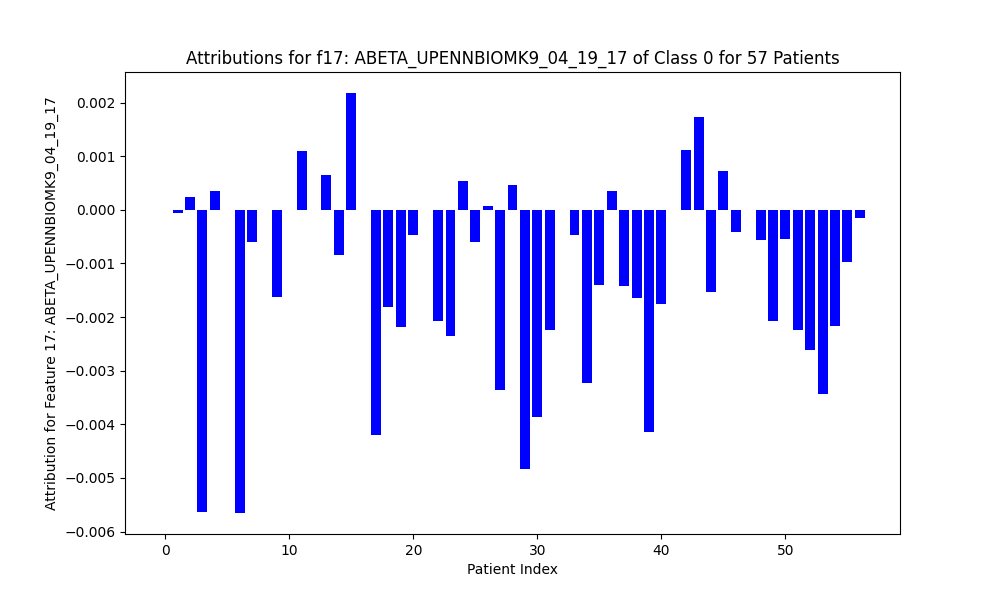 Attributions for f17: ABETA_UPENNBIOMK9_04_19_17 of Class 0 for 57 Patients
Attribution for Feature 17: ABETA_UPENNBIOMK9_04_19_17
0.002
0.001
0.000
−0.001
−0.002
−0.003
−0.004
−0.005
−0.006
0 10 20 30 40 50
Patient Index